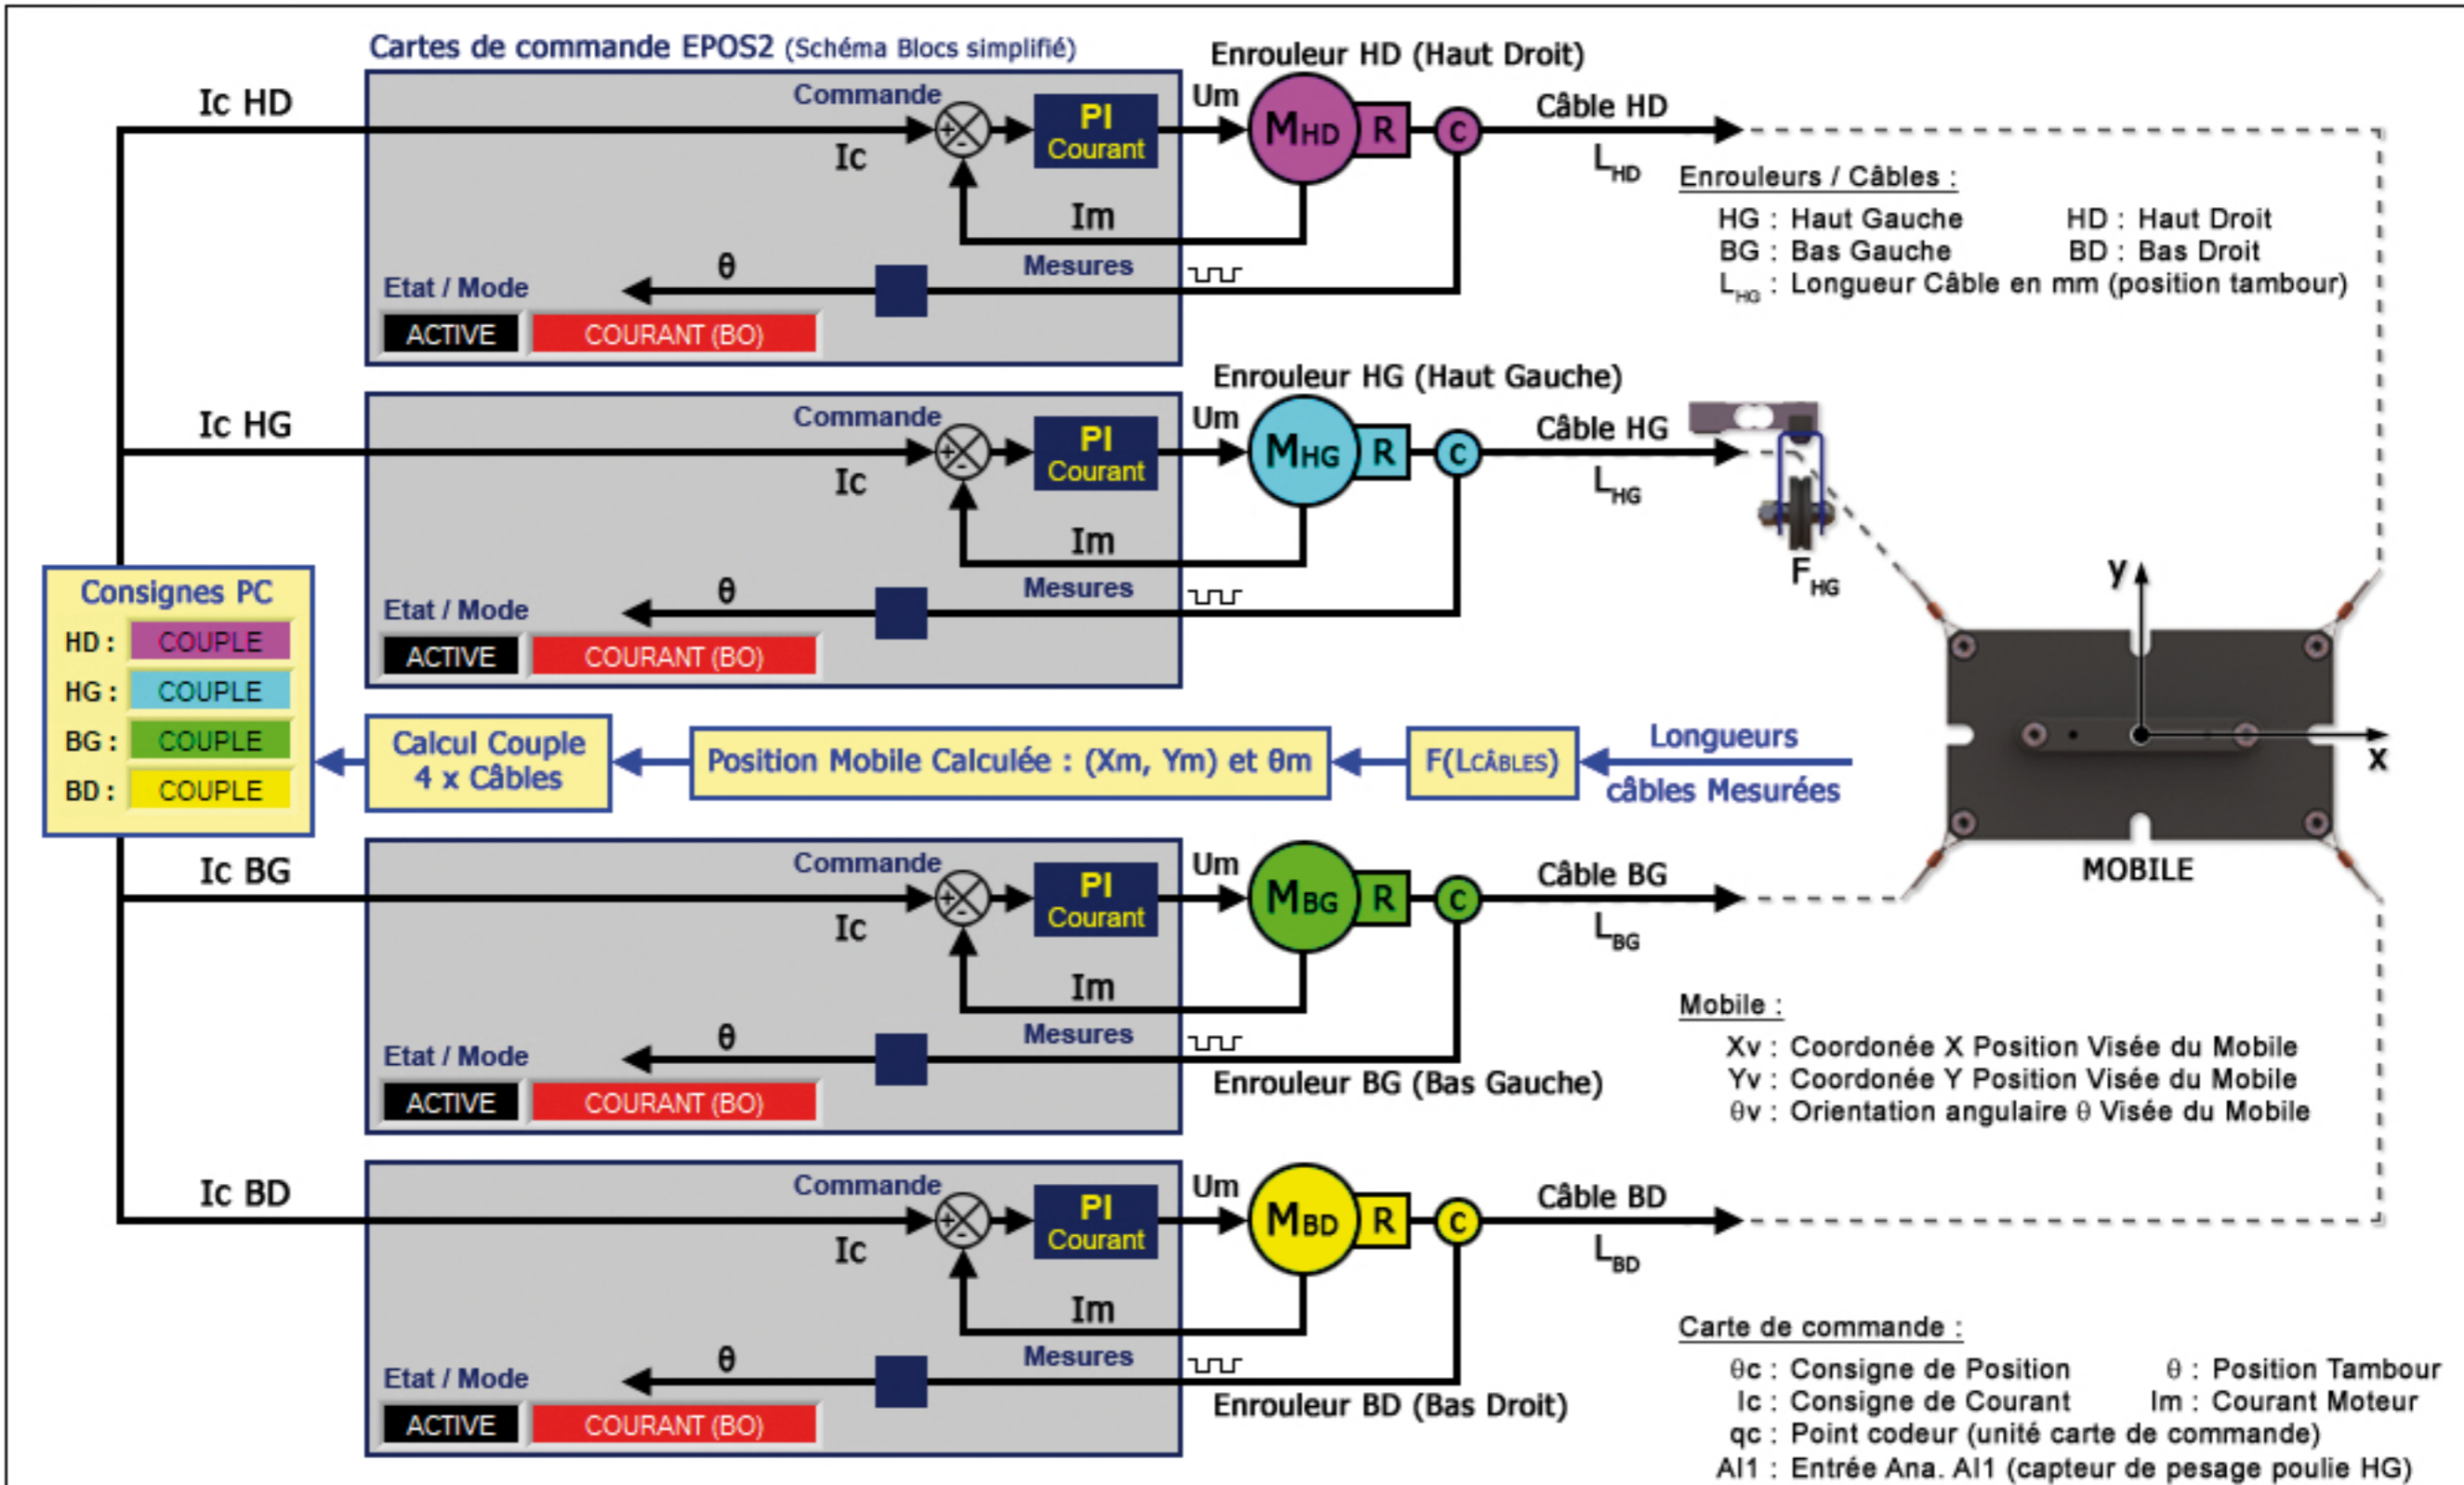 Cartes de commande EPOS2 (Schéma Blocs simplifié)
Enrouleur HD (Haut Droit)
Ic HD
Commande
+
-
Ic
PI
Courant
Um
MHD
R
C
Câble HD
LHD
Im
Mesures
θ
Etat / Mode
ACTIVE
COURANT (BO)
Enrouleurs / Câbles :
HG : Haut Gauche HD : Haut Droit
BG : Bas Gauche BD : Bas Droit
LHG : Longueur Câble en mm (position tambour)
Enrouleur HG (Haut Gauche)
Ic HG
Commande
+
-
Ic
PI
Courant
Um
MHG
R
C
Câble HG
LHG
Im
Mesures
θ
Etat / Mode
ACTIVE
COURANT (BO)
FHG
y
x
MOBILE
Consignes PC
HD : COUPLE
HG : COUPLE
BG : COUPLE
BD : COUPLE
Calcul Couple
4 x Câbles
Position Mobile Calculée : (Xm, Ym) et θm
F(LCÂBLES)
Longueurs
câbles Mesurées
Ic BG
Commande
+
-
Ic
PI
Courant
Um
MBG
R
C
Câble BG
LBG
Im
Mesures
θ
Etat / Mode
ACTIVE
COURANT (BO)
Enrouleur BG (Bas Gauche)
Mobile :
Xv : Coordonée X Position Visée du Mobile
Yv : Coordonée Y Position Visée du Mobile
θv : Orientation angulaire θ Visée du Mobile
Ic BD
Commande
+
-
Ic
PI
Courant
Um
MBD
R
C
Câble BD
LBD
Im
Mesures
θ
Etat / Mode
ACTIVE
COURANT (BO)
Enrouleur BD (Bas Droit)
Carte de commande :
θc : Consigne de Position θ : Position Tambour
Ic : Consigne de Courant Im : Courant Moteur
qc : Point codeur (unité carte de commande)
AI1 : Entrée Ana. AI1 (capteur de pesage poulie HG)